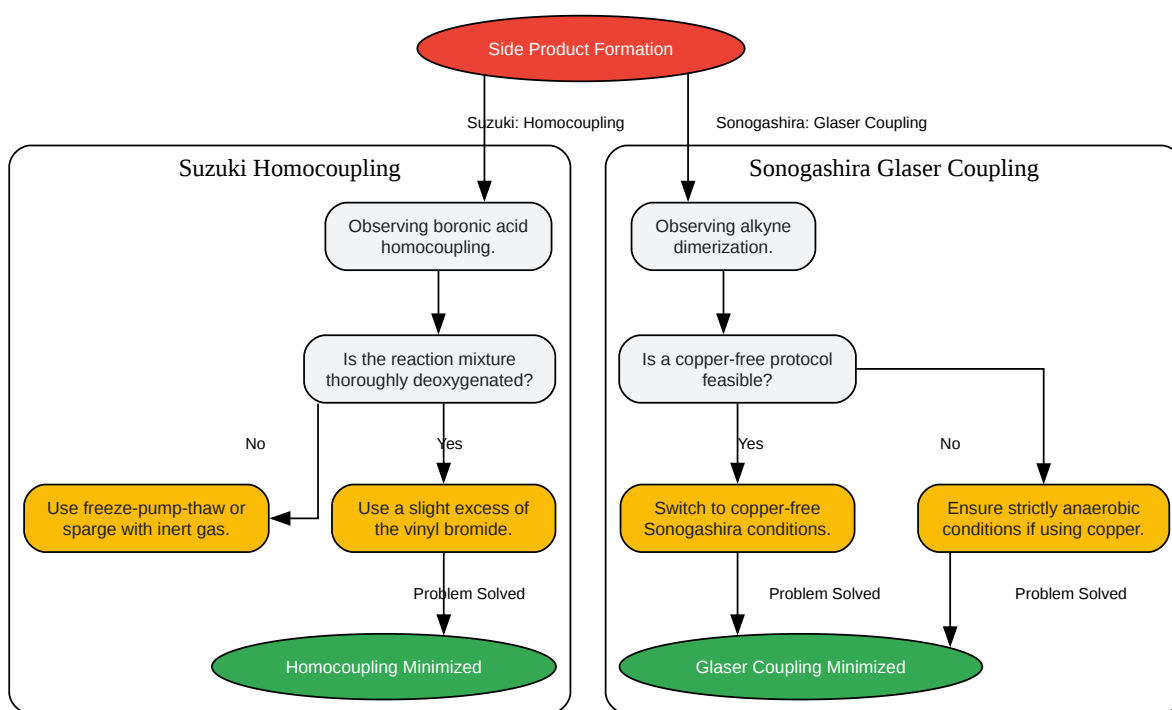 Side Product Formation
Suzuki: Homocoupling
Sonogashira: Glaser Coupling
Suzuki Homocoupling
Observing boronic acid
homocoupling.
Is the reaction mixture
thoroughly deoxygenated?
No
Yes
Use freeze-pump-thaw or
sparge with inert gas.
Use a slight excess of
the vinyl bromide.
Problem Solved
Homocoupling Minimized
Sonogashira Glaser Coupling
Observing alkyne
dimerization.
Is a copper-free protocol
feasible?
Yes
No
Switch to copper-free
Sonogashira conditions.
Ensure strictly anaerobic
conditions if using copper.
Problem Solved
Problem Solved
Glaser Coupling Minimized